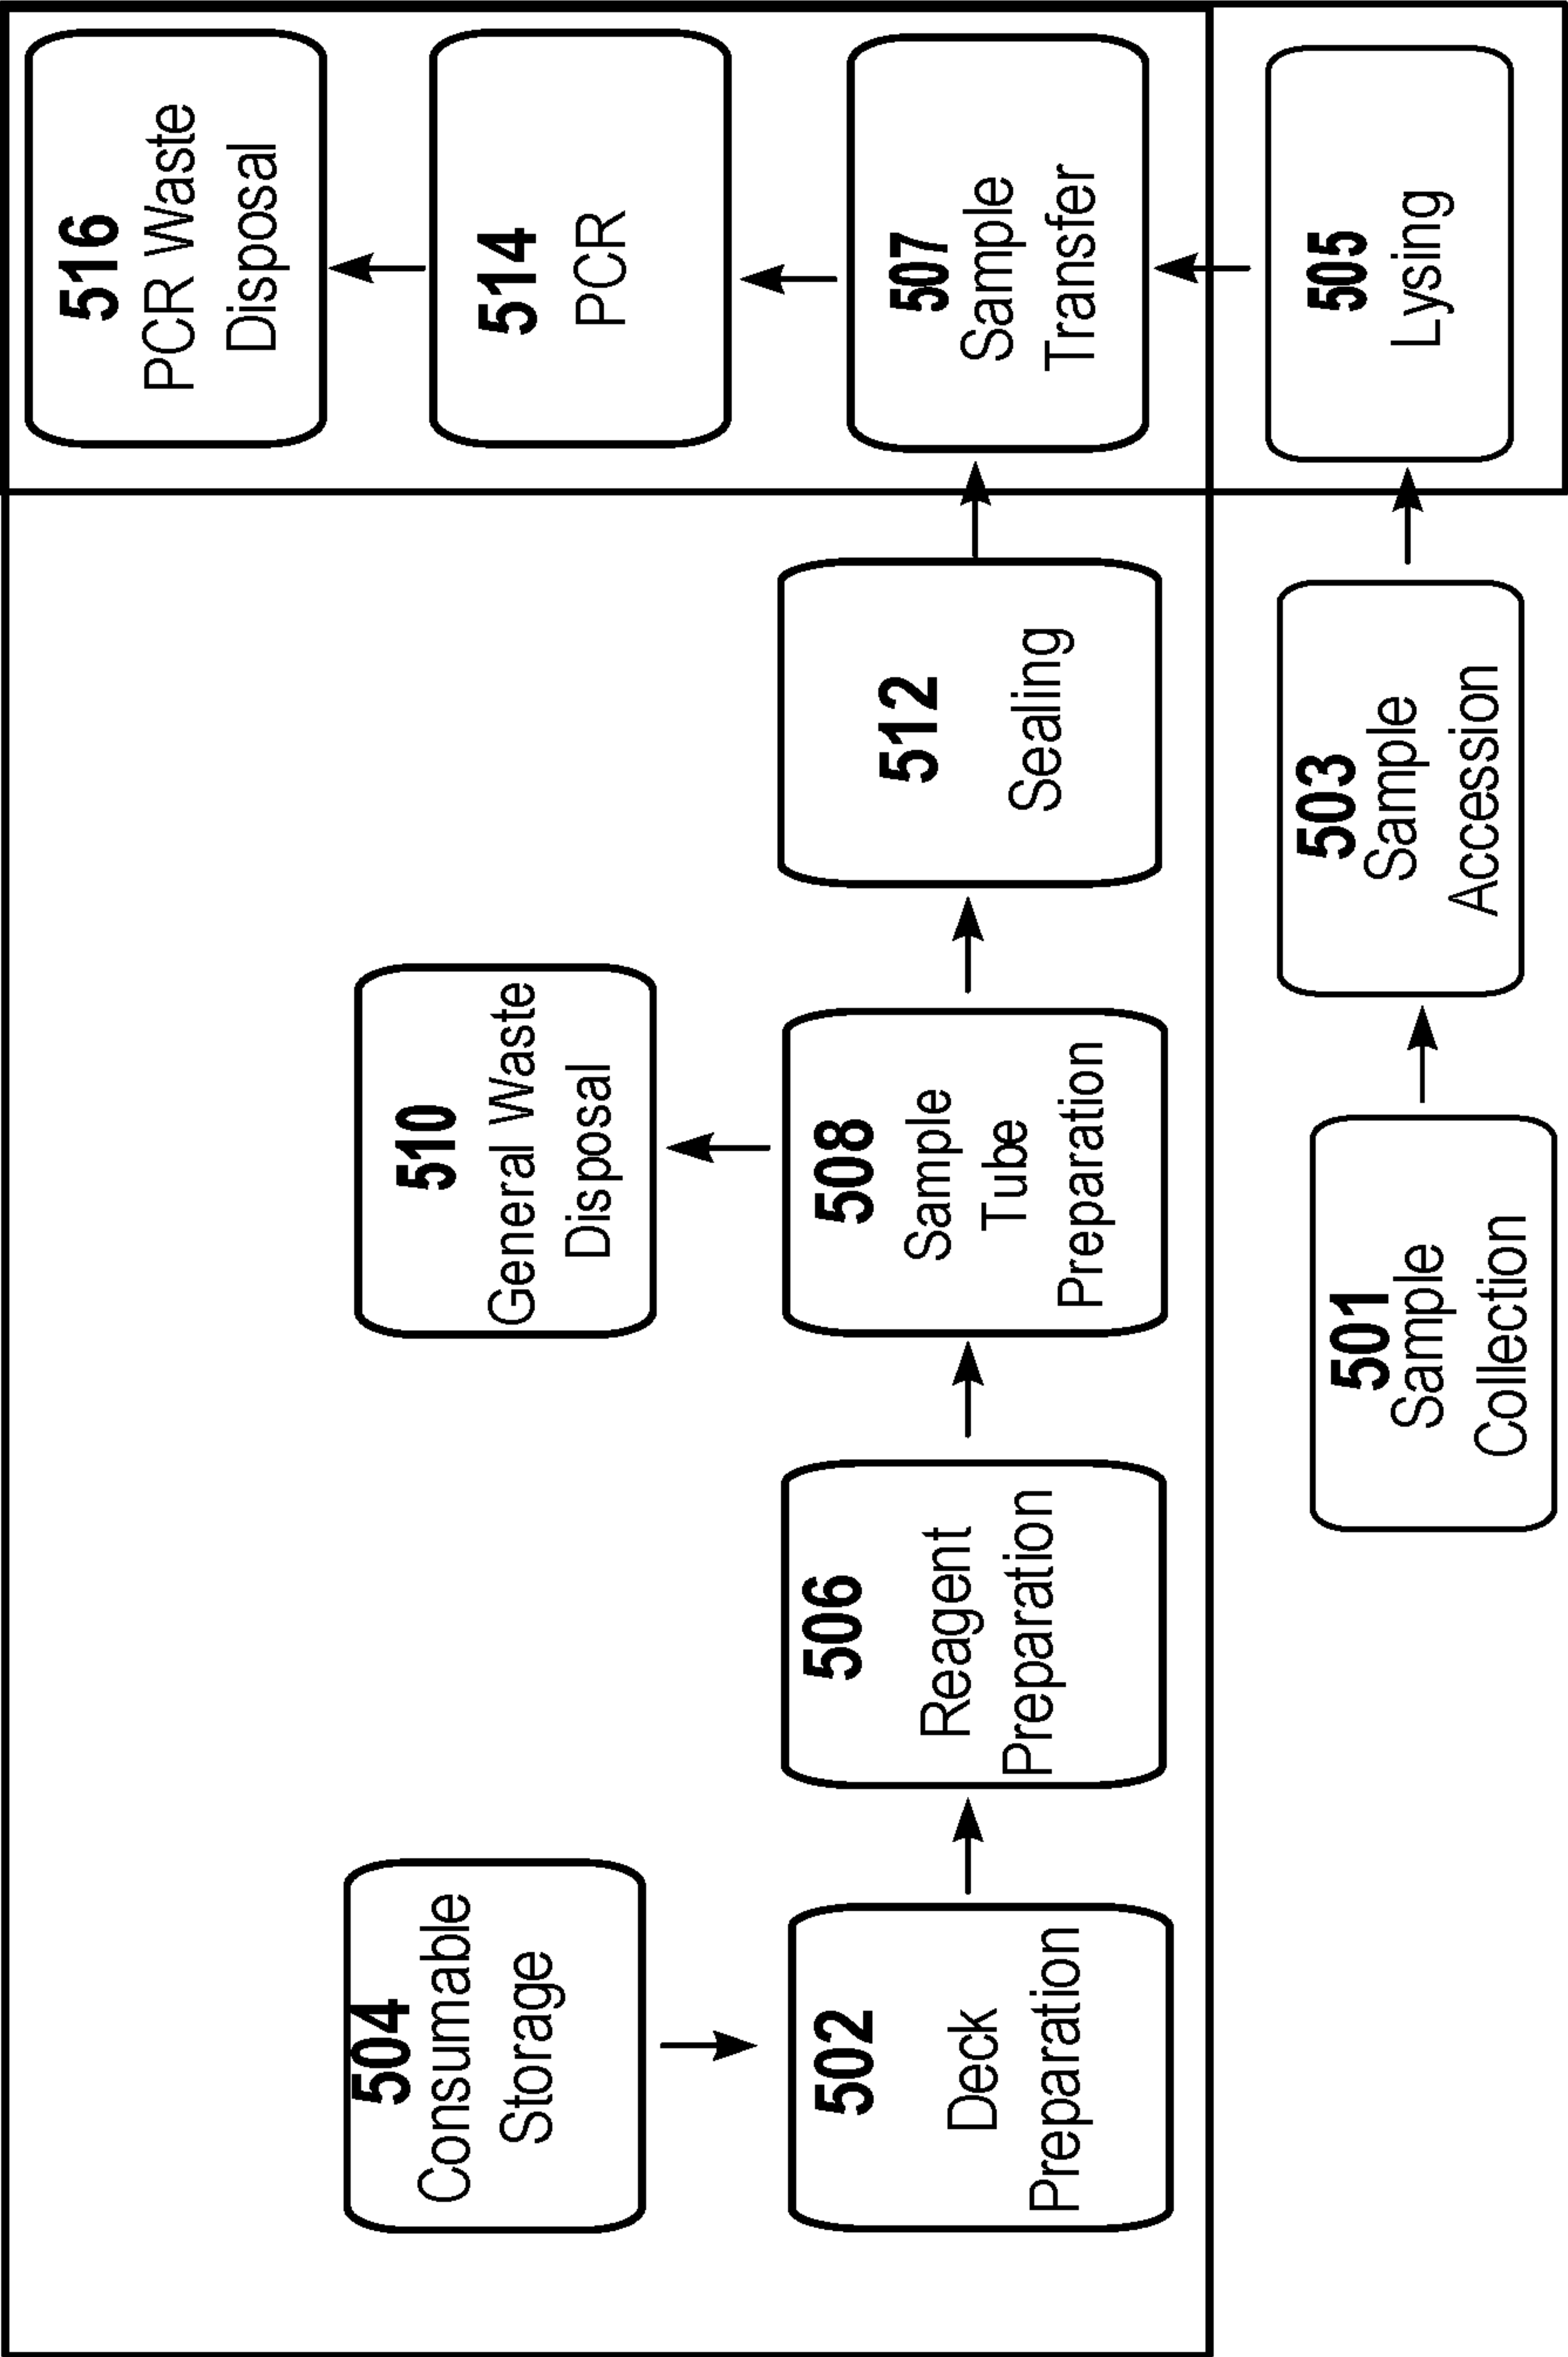 516
PCR Waste
Disposal
504
Consumable
Storage
510
General Waste
Disposal
514
PCR
502
Deck
Preparation
506
Reagent
Preparation
508
Sample
Tube
Preparation
512
Sealing
507
Sample
Transfer
501
Sample
Collection
503
Sample
Accession
505
Lysing